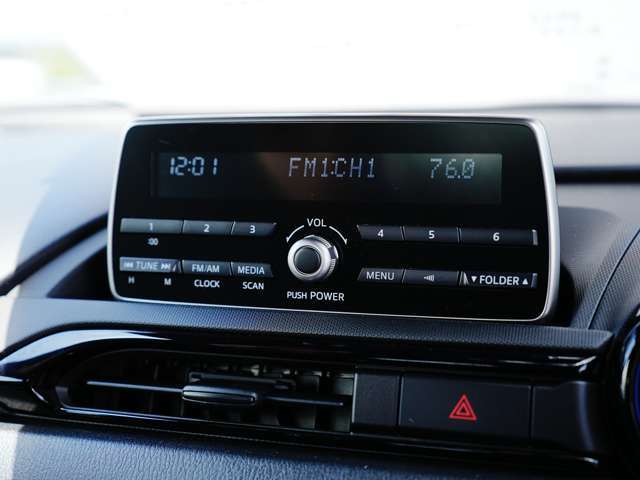 12:01 FM1:CH1 76.0
VOL
1 2 3 4 5 6
:00
TUNE FM/AM MEDIA MENU FOLDER
H M CLOCK SCAN PUSH POWER